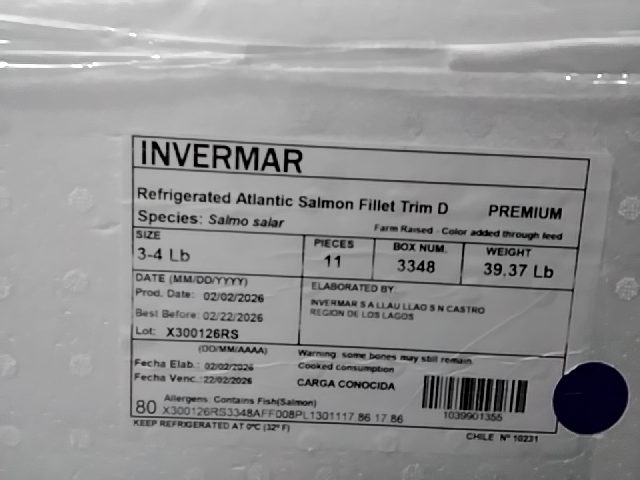 INVERMAR
Refrigerated Atlantic Salmon Fillet Trim D PREMIUM
Species: Salmo salar Farm Raised - Color added through feed
SIZE PIECES BOX NUM. WEIGHT
3-4 Lb 11 3348 39.37 Lb
DATE (MM/DD/YYYY) ELABORATED BY:
Prod. Date: 02/02/2026 INVERMAR S A LLAU LLAO S N CASTRO
Best Before: 02/22/2026 REGION DE LOS LAGOS
Lot: X300126RS
(DD/MM/AAAA) Warning: some bones may still remain.
Fecha Elab.: 02/02/2026 Cooked consumption
Fecha Venc.: 22/02/2026 CARGA CONOCIDA
Allergens: Contains Fish(Salmon)
80 X300126RS3348AFF008PL1301117.86 17.86 1039901355
KEEP REFRIGERATED AT 0ºC (32º F) CHILE Nº 10231